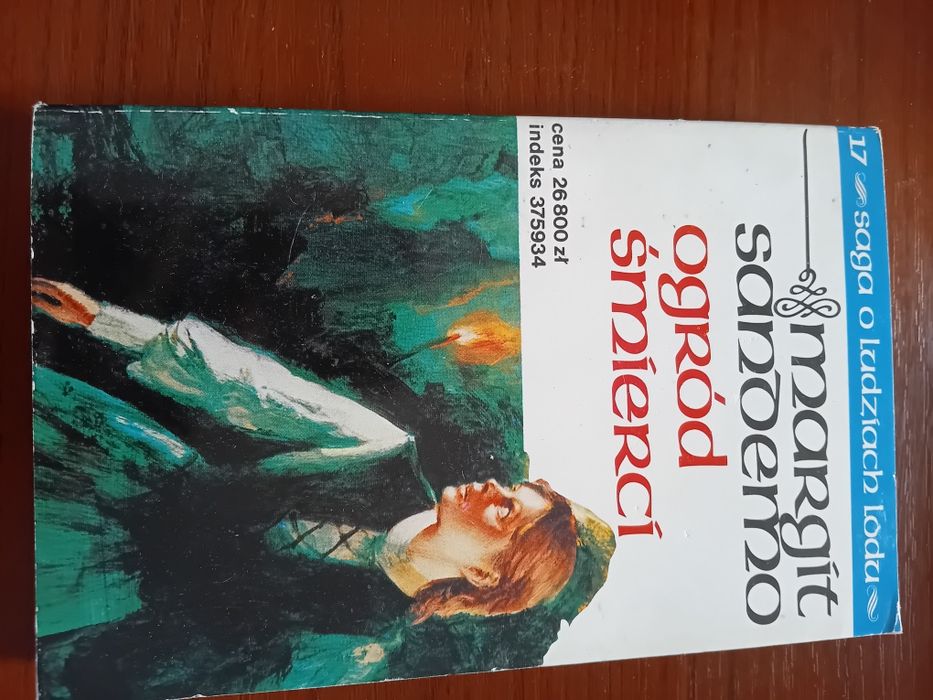 17 saga o ludziach lodu
margit
sandemo
ogród
śmierci
cena 26 800 zł
indeks 375934